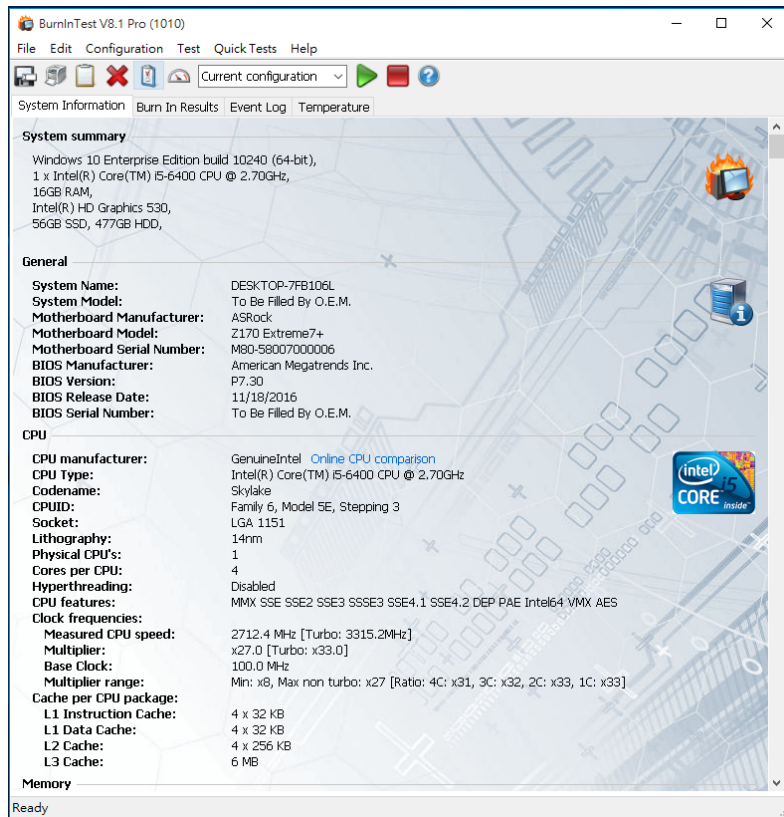 BurnInTest V8.1 Pro (1010)
File Edit Configuration Test Quick Tests Help
Current configuration
System Information Burn In Results Event Log Temperature
System summary
Windows 10 Enterprise Edition build 10240 (64-bit),
1 x Intel(R) Core(TM) i5-6400 CPU @ 2.70GHz,
16GB RAM,
Intel(R) HD Graphics 530,
56GB SSD, 477GB HDD,
General
System Name: DESKTOP-7FB106L
System Model: To Be Filled By O.E.M.
Motherboard Manufacturer: ASRock
Motherboard Model: Z170 Extreme7+
Motherboard Serial Number: M80-58007000006
BIOS Manufacturer: American Megatrends Inc.
BIOS Version: P7.30
BIOS Release Date: 11/18/2016
BIOS Serial Number: To Be Filled By O.E.M.
CPU
CPU manufacturer: GenuineIntel Online CPU comparison
CPU Type: Intel(R) Core(TM) i5-6400 CPU @ 2.70GHz
Codename: Skylake
CPUID: Family 6, Model 5E, Stepping 3
Socket: LGA 1151
Lithography: 14nm
Physical CPU's: 1
Cores per CPU: 4
Hyperthreading: Disabled
CPU features: MMX SSE SSE2 SSE3 SSSE3 SSE4.1 SSE4.2 DEP PAE Intel64 VMX AES
Clock frequencies:
Measured CPU speed: 2712.4 MHz [Turbo: 3315.2MHz]
Multiplier: x27.0 [Turbo: x33.0]
Base Clock: 100.0 MHz
Multiplier range: Min: x8, Max non turbo: x27 [Ratio: 4C: x31, 3C: x32, 2C: x33, 1C: x33]
Cache per CPU package:
L1 Instruction Cache: 4 x 32 KB
L1 Data Cache: 4 x 32 KB
L2 Cache: 4 x 256 KB
L3 Cache: 6 MB
Memory
Ready
intel
CORE i5
inside